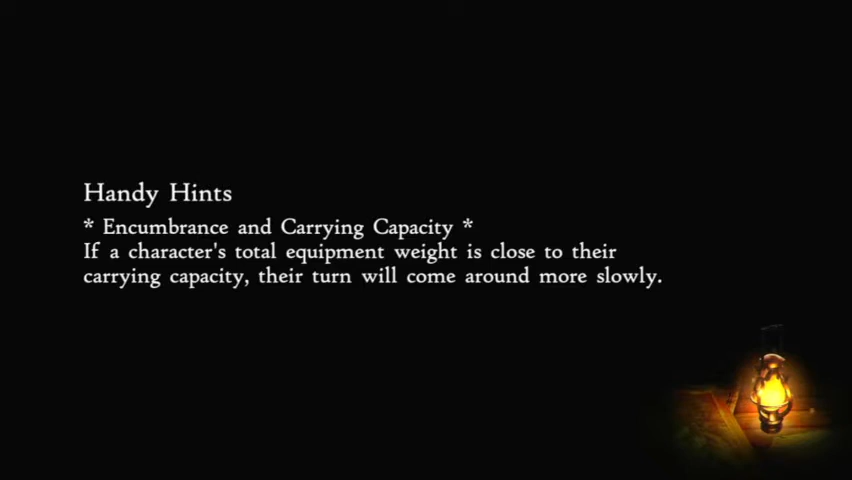 Handy Hints
* Encumbrance and Carrying Capacity *
If a character's total equipment weight is close to their
carrying capacity, their turn will come around more slowly.